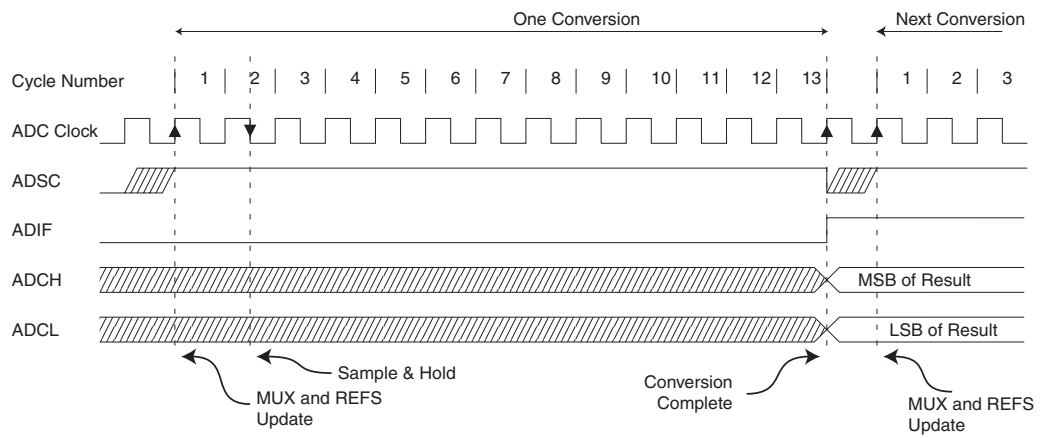 One Conversion
Next Conversion
Cycle Number 1 2 3 4 5 6 7 8 9 10 11 12 13 1 2 3
ADC Clock
ADSC
ADIF
ADCH
MSB of Result
ADCL
LSB of Result
Sample & Hold
MUX and REFS
Update
Conversion
Complete
MUX and REFS
Update